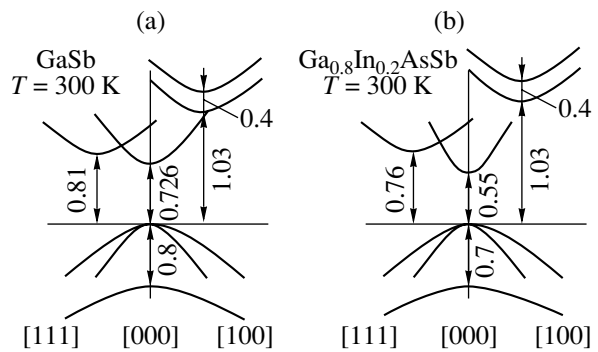 (a)
(b)
GaSb
T = 300 K
Ga0.8In0.2AsSb
T = 300 K
0.4
0.4
0.81
0.726
1.03
0.76
0.55
1.03
0.8
0.7
[111] [000] [100]
[111] [000] [100]